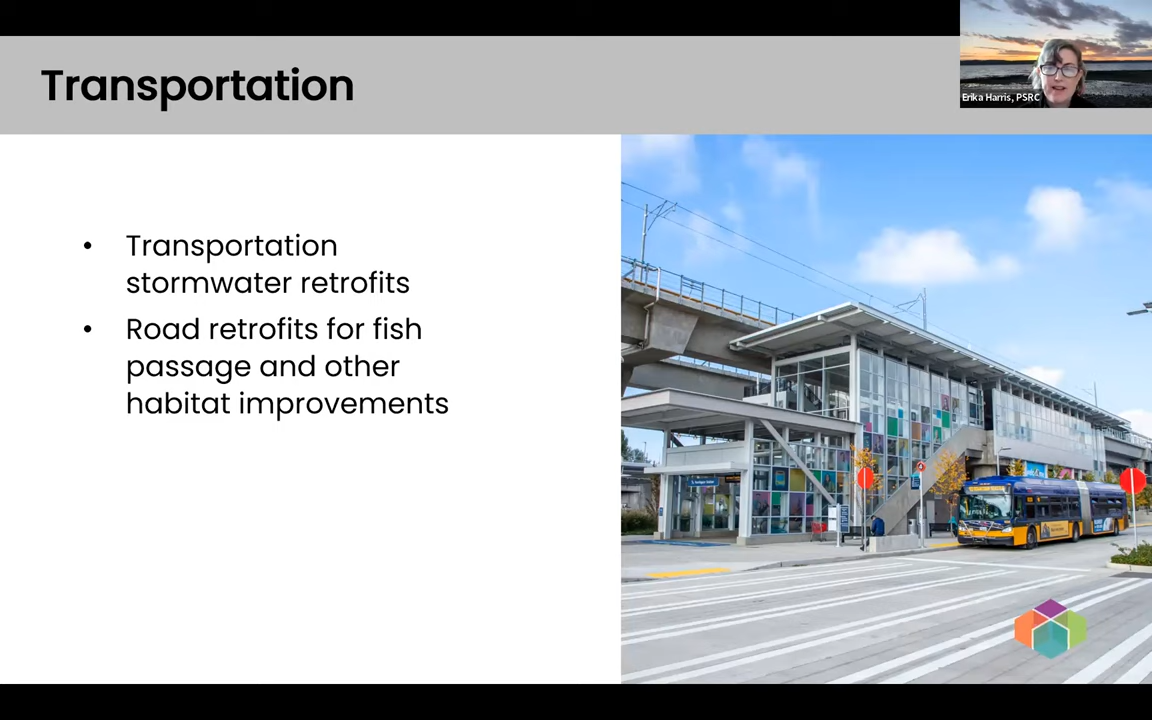 Transportation
Erika Harris, PSRC
• Transportation
stormwater retrofits
• Road retrofits for fish
passage and other
habitat improvements